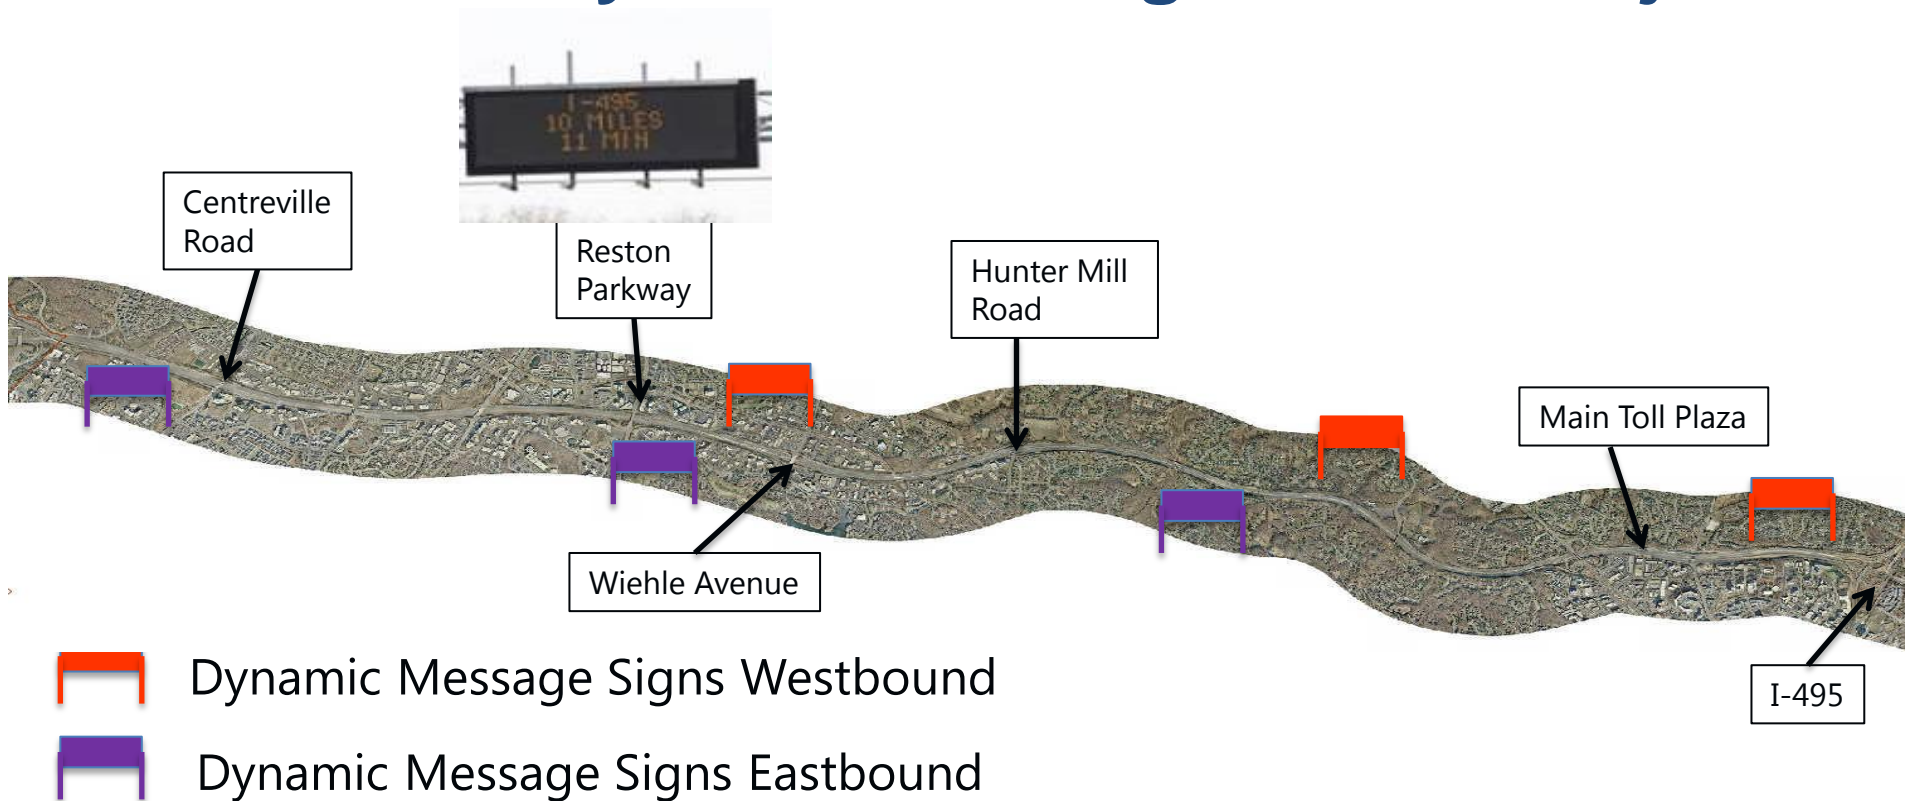 I-495
10 MILES
11 MIN
Centreville
Road
Reston
Parkway
Hunter Mill
Road
Main Toll Plaza
Wiehle Avenue
I-495
Dynamic Message Signs Westbound
Dynamic Message Signs Eastbound